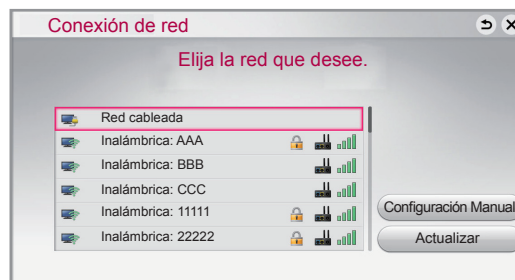 Conexión de red
Elija la red que desee.
Red cableada
Inalámbrica: AAA
Inalámbrica: BBB
Inalámbrica: CCC
Inalámbrica: 11111
Inalámbrica: 22222
Configuración Manual
Actualizar